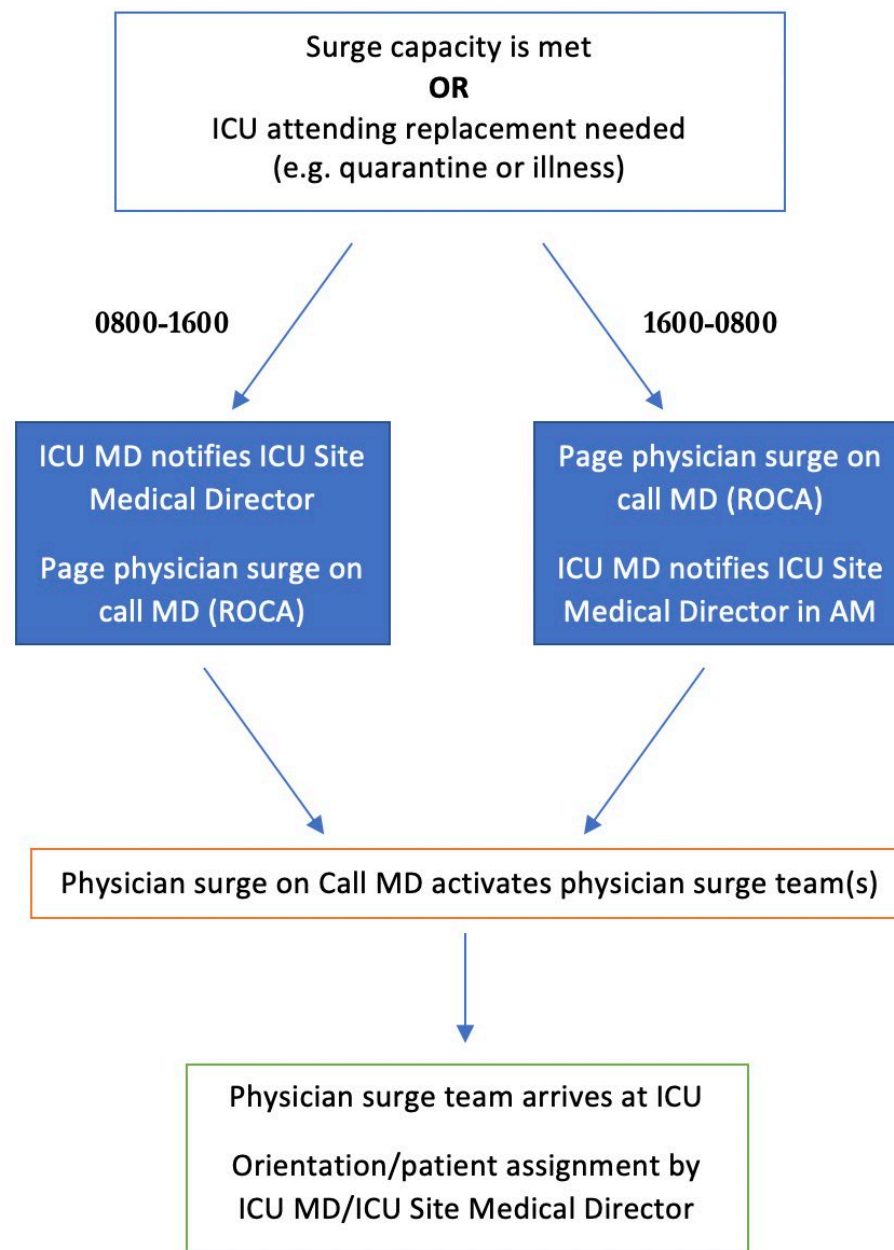 Surge capacity is met
OR
ICU attending replacement needed
(e.g. quarantine or illness)
0800-1600
1600-0800
ICU MD notifies ICU Site
Medical Director
Page physician surge on
call MD (ROCA)
Page physician surge on
call MD (ROCA)
ICU MD notifies ICU Site
Medical Director in AM
Physician surge on Call MD activates physician surge team(s)
Physician surge team arrives at ICU
Orientation/patient assignment by
ICU MD/ICU Site Medical Director